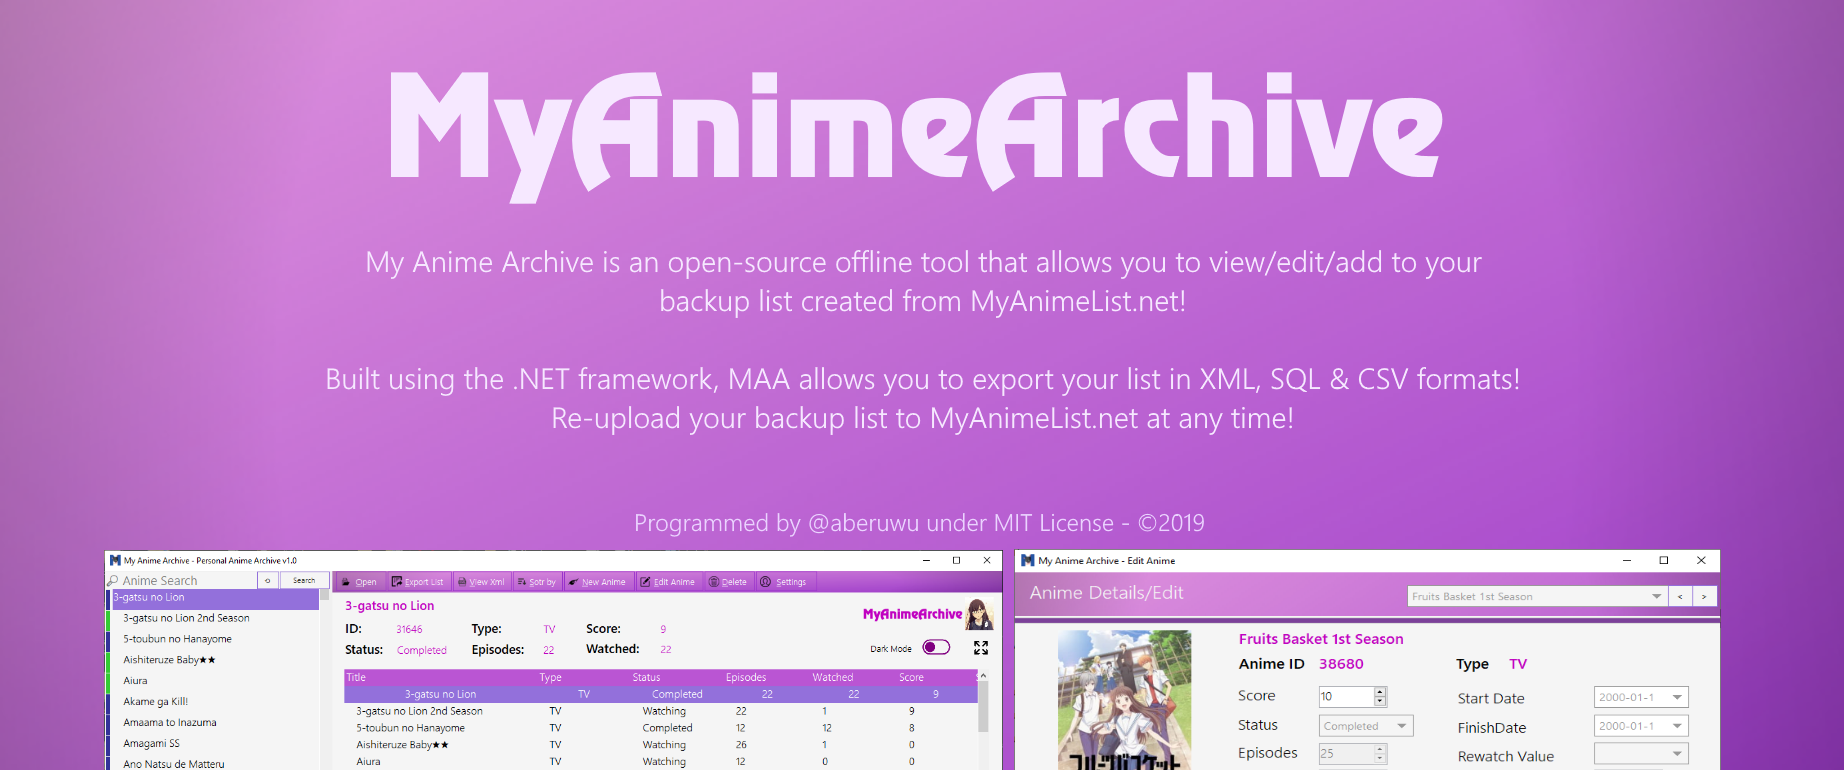 MyAnimeArchive
My Anime Archive is an open-source offline tool that allows you to view/edit/add to your
backup list created from MyAnimeList.net!
Built using the .NET framework, MAA allows you to export your list in XML, SQL & CSV formats!
Re-upload your backup list to MyAnimeList.net at any time!
Programmed by @aberuwu under MIT License - ©2019
My Anime Archive - Personal Anime Archive v1.0
Anime Search
Search
Open Export List View Xml Sotr by New Anime Edit Anime Delete Settings
3-gatsu no Lion
3-gatsu no Lion 2nd Season
5-toubun no Hanayome
Aishiteruze Baby★★
Aiura
Akame ga Kill!
Amaama to Inazuma
Amagami SS
Ano Natsu de Matteru
3-gatsu no Lion
MyAnimeArchive
ID: 31646 Type: TV Score: 9
Status: Completed Episodes: 22 Watched: 22
Dark Mode
Title Type Status Episodes Watched Score
3-gatsu no Lion TV Completed 22 22 9
3-gatsu no Lion 2nd Season TV Watching 22 1 9
5-toubun no Hanayome TV Completed 12 12 8
Aishiteruze Baby★★ TV Watching 26 1 0
Aiura TV Watching 12 0 0
My Anime Archive - Edit Anime
Anime Details/Edit
Fruits Basket 1st Season < >
フルーツバスケット
Fruits Basket 1st Season
Anime ID 38680 Type TV
Score 10 Start Date 2000-01-1
Status Completed FinishDate 2000-01-1
Episodes 25 Rewatch Value